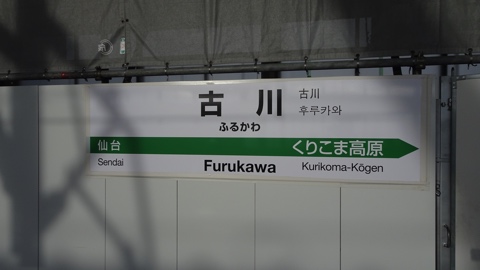 古川
古川
후루카와
ふるかわ
仙台 くりこま高原
Sendai Furukawa Kurikoma-Kōgen